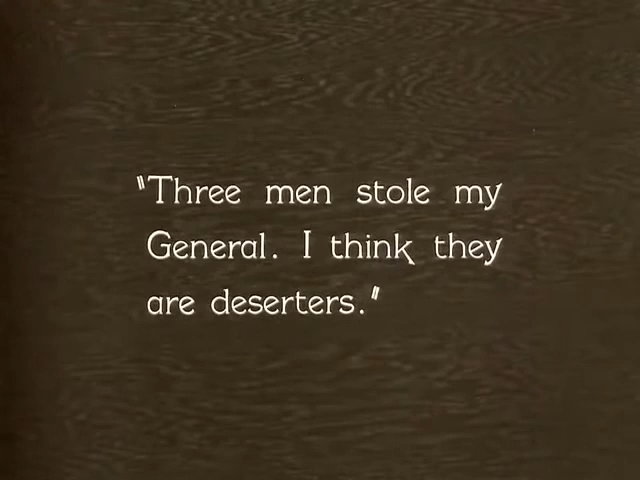 "Three men stole my
General. I think they
are deserters."